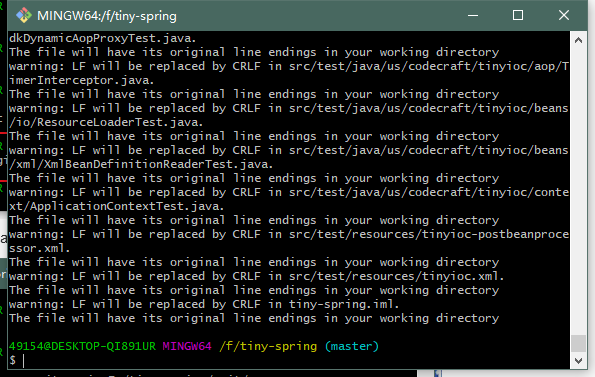 MINGW64:/f/tiny-spring
dkDynamicAopProxyTest.java.
The file will have its original line endings in your working directory
warning: LF will be replaced by CRLF in src/test/java/us/codecraft/tinyioc/aop/T
imerInterceptor.java.
The file will have its original line endings in your working directory
warning: LF will be replaced by CRLF in src/test/java/us/codecraft/tinyioc/beans
/io/ResourceLoaderTest.java.
The file will have its original line endings in your working directory
warning: LF will be replaced by CRLF in src/test/java/us/codecraft/tinyioc/beans
/xml/XmlBeanDefinitionReaderTest.java.
The file will have its original line endings in your working directory
warning: LF will be replaced by CRLF in src/test/java/us/codecraft/tinyioc/conte
xt/ApplicationContextTest.java.
The file will have its original line endings in your working directory
warning: LF will be replaced by CRLF in src/test/resources/tinyioc-postbeanproce
ssor.xml.
The file will have its original line endings in your working directory
warning: LF will be replaced by CRLF in src/test/resources/tinyioc.xml.
The file will have its original line endings in your working directory
warning: LF will be replaced by CRLF in tiny-spring.iml.
The file will have its original line endings in your working directory
49154@DESKTOP-QI891UR MINGW64 /f/tiny-spring (master)
$